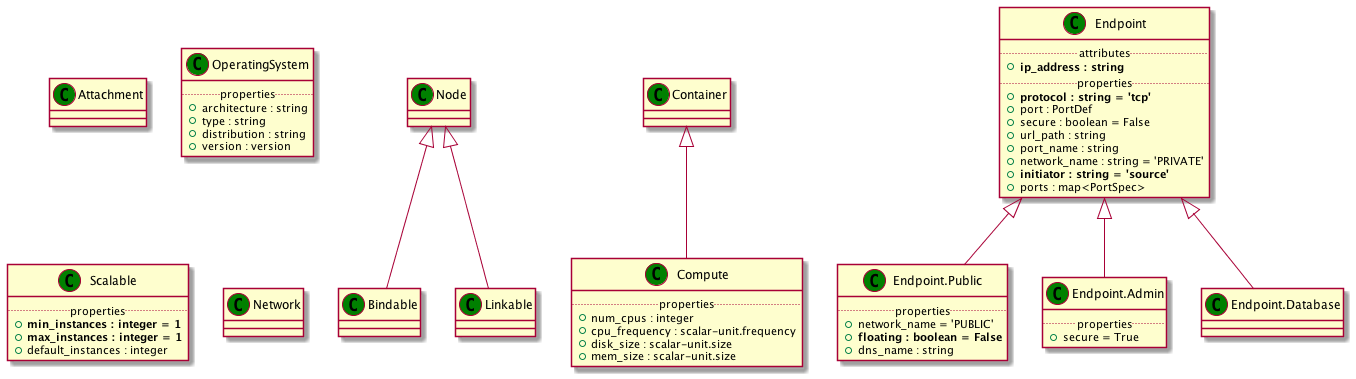 C Attachment
C OperatingSystem
properties
architecture : string
type : string
distribution : string
version : version
C Node
C Container
C Endpoint
attributes
ip_address : string
properties
protocol : string = 'tcp'
port : PortDef
secure : boolean = False
url_path : string
port_name : string
network_name : string = 'PRIVATE'
initiator : string = 'source'
ports : map<PortSpec>
C Scalable
properties
min_instances : integer = 1
max_instances : integer = 1
default_instances : integer
C Network
C Bindable
C Linkable
C Compute
properties
num_cpus : integer
cpu_frequency : scalar-unit.frequency
disk_size : scalar-unit.size
mem_size : scalar-unit.size
C Endpoint.Public
properties
network_name = 'PUBLIC'
floating : boolean = False
dns_name : string
C Endpoint.Admin
properties
secure = True
C Endpoint.Database